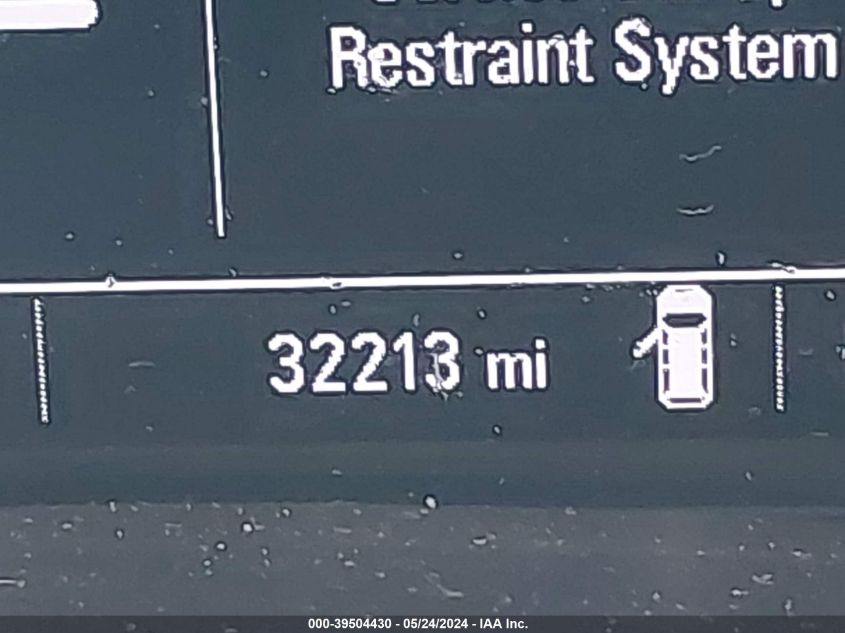 Restraint System
32213 mi
000-39504430 - 05/24/2024 - IAA Inc.